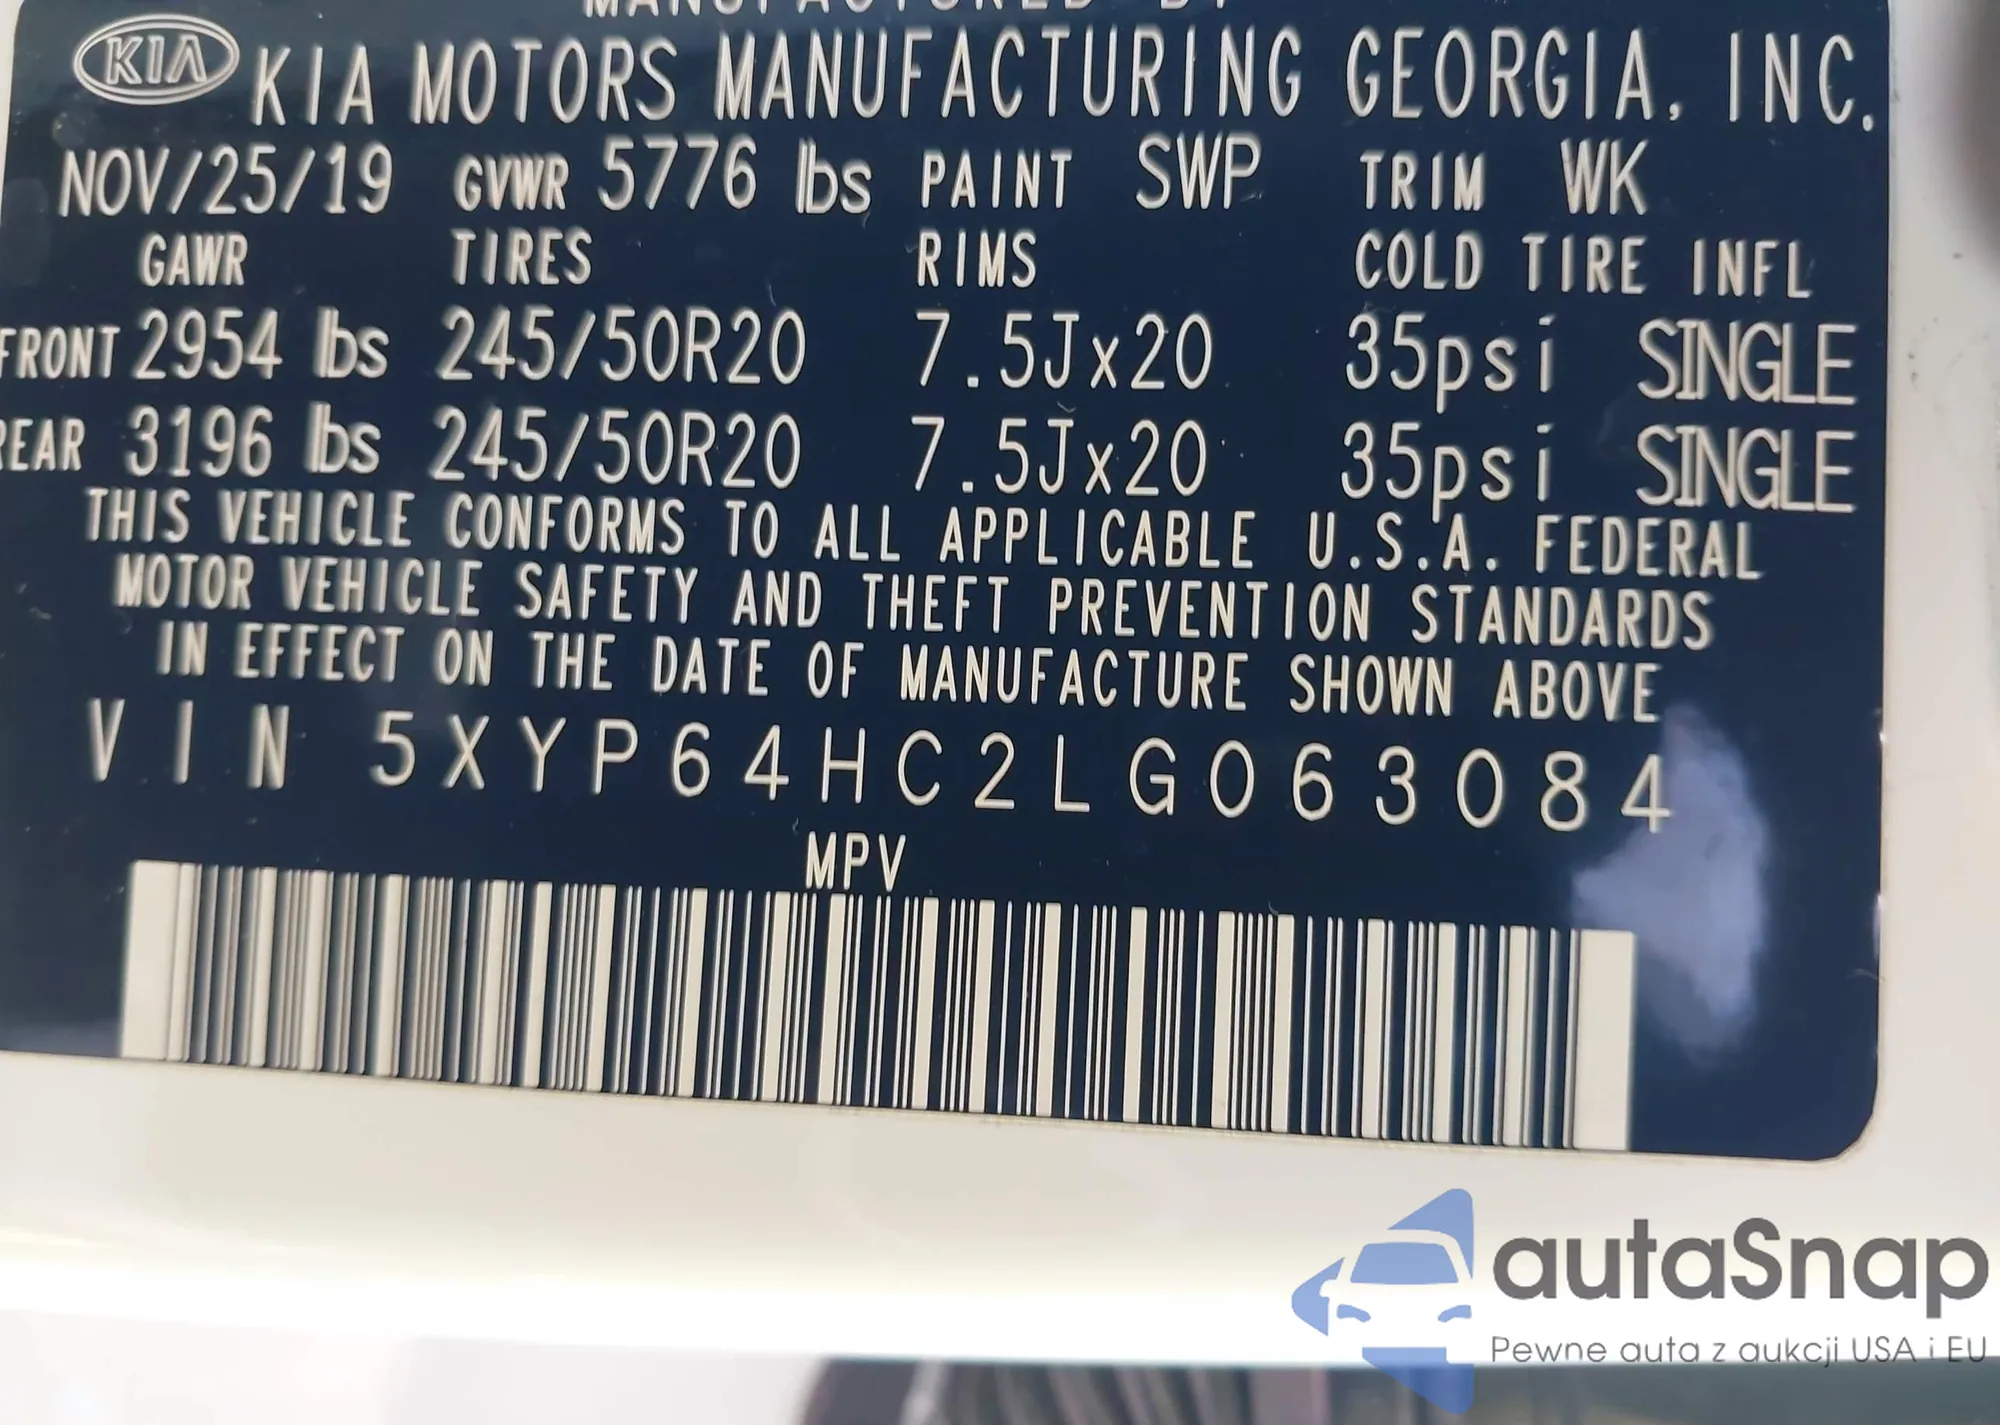 MANUFACTURED BY
KIA KIA MOTORS MANUFACTURING GEORGIA, INC.
NOV/25/19 GVWR 5776 lbs PAINT SWP TRIM WK
GAWR TIRES RIMS COLD TIRE INFL
FRONT 2954 lbs 245/50R20 7.5Jx20 35psi SINGLE
REAR 3196 lbs 245/50R20 7.5Jx20 35psi SINGLE
THIS VEHICLE CONFORMS TO ALL APPLICABLE U.S.A. FEDERAL
MOTOR VEHICLE SAFETY AND THEFT PREVENTION STANDARDS
IN EFFECT ON THE DATE OF MANUFACTURE SHOWN ABOVE
VIN 5XYP64HC2LG063084
MPV
autaSnap
Pewne auta z aukcji USA i EU